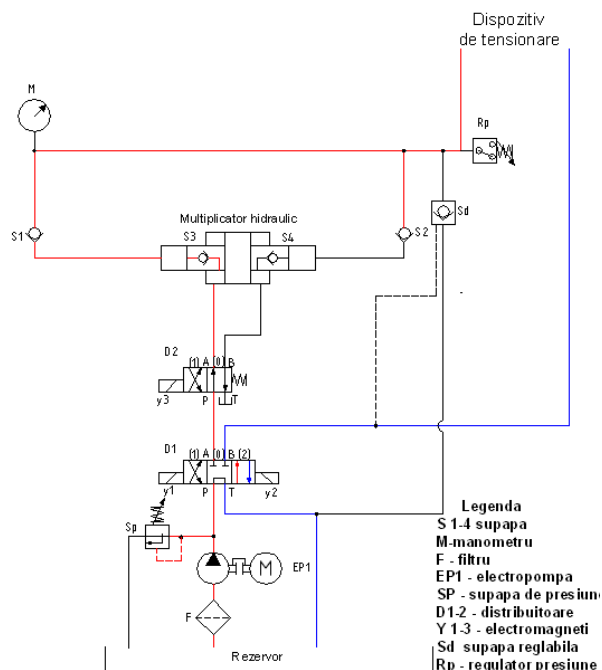 Dispozitiv
de tensionare
M
Rp
Sd
Multiplicator hidraulic
S1
S3
S4
S2
D2
(1) A (0) B
y3
P
T
D1
(1) A (0) B (2)
y1
P
T
y2
Sp
M
EP1
F
Rezervor
Legenda
S 1-4 supapa
M-manometru
F - filtru
EP1 - electropompa
SP - supapa de presiune
D1-2 - distribuitoare
Y 1-3 - electromagneti
Sd supapa reglabila
Rp - regulator presiune